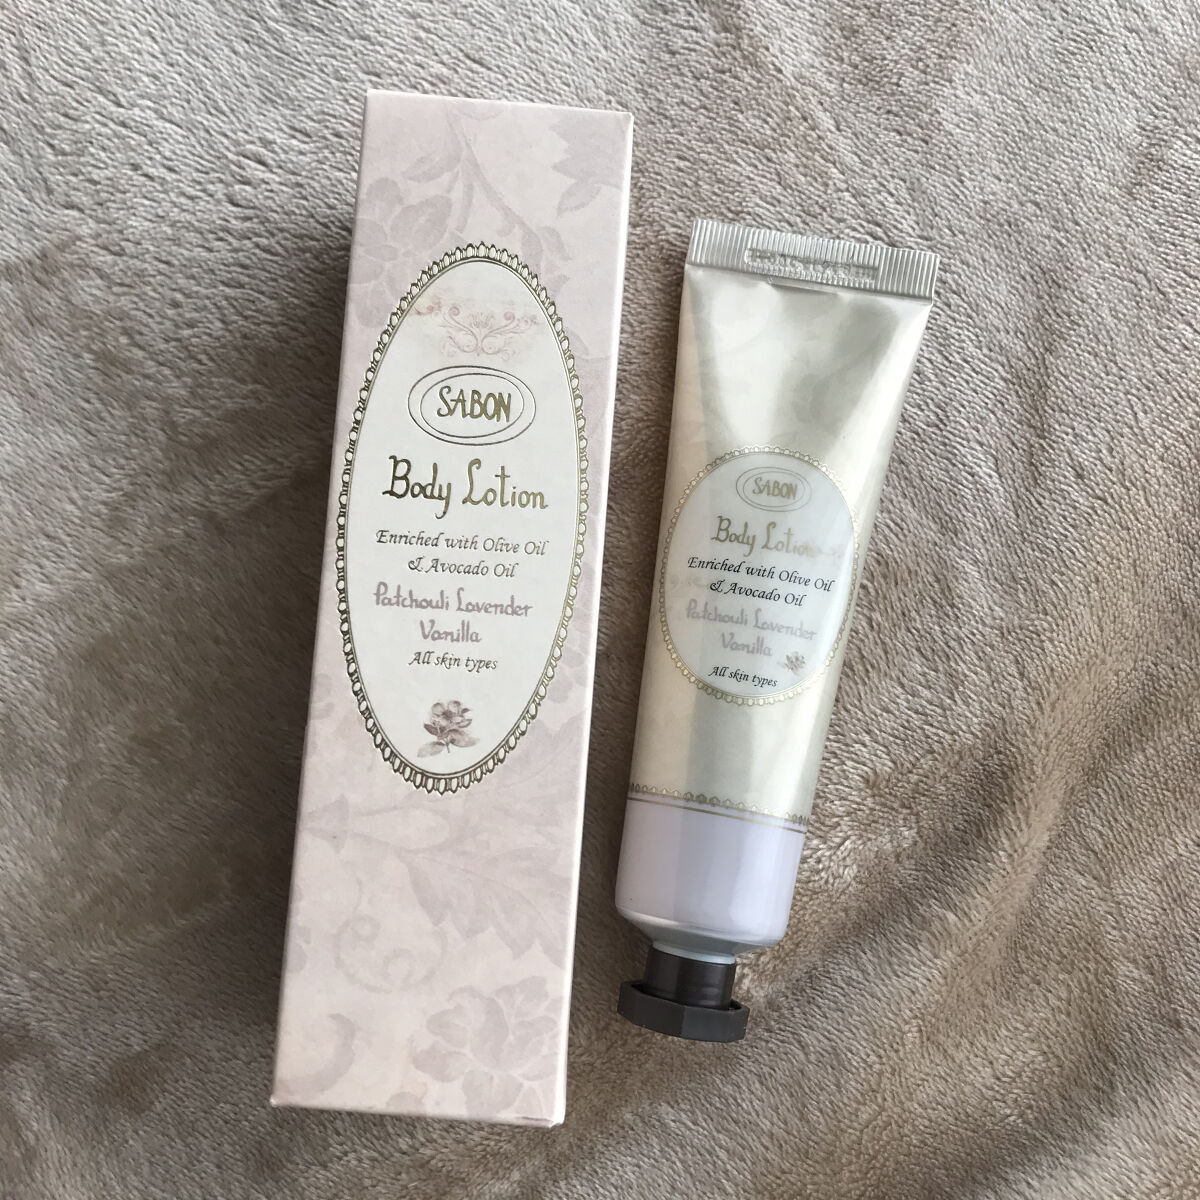 SABON
Body Lotion
Enriched with Olive Oil
& Avocado Oil
Patchouli Lavender
Vanilla
All skin types
SABON
Body Lotion
Enriched with Olive Oil
& Avocado Oil
Patchouli Lavender
Vanilla
All skin types